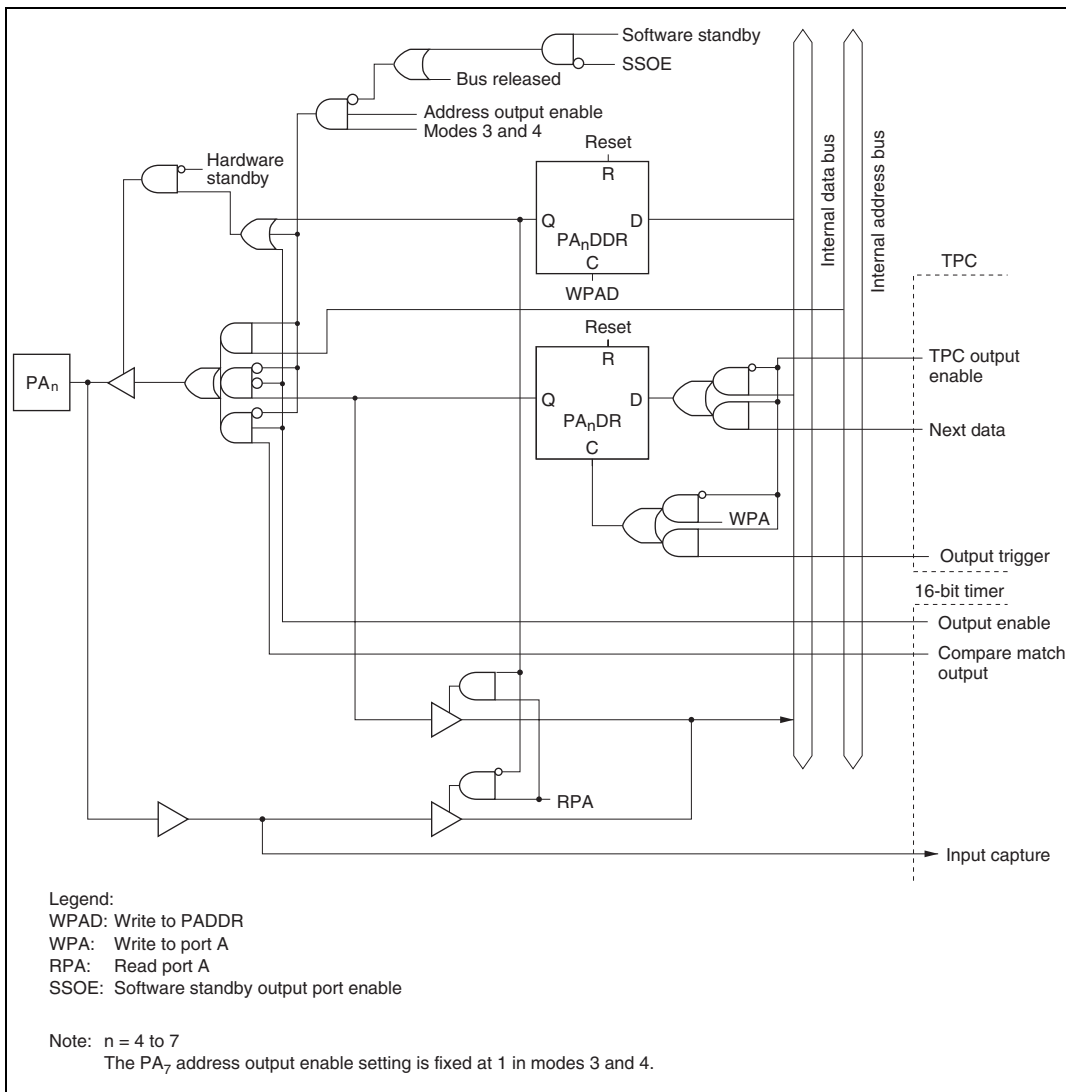 Software standby
SSOE
Bus released
Address output enable
Modes 3 and 4
Hardware
standby
Reset
R
Q
D
PAnDDR
C
WPAD
Internal data bus
Internal address bus
TPC
Reset
R
Q
D
PAnDR
C
TPC output
enable
Next data
WPA
Output trigger
PAn
16-bit timer
Output enable
Compare match
output
RPA
Input capture
Legend:
WPAD: Write to PADDR
WPA: Write to port A
RPA: Read port A
SSOE: Software standby output port enable
Note: n = 4 to 7
The PA7 address output enable setting is fixed at 1 in modes 3 and 4.